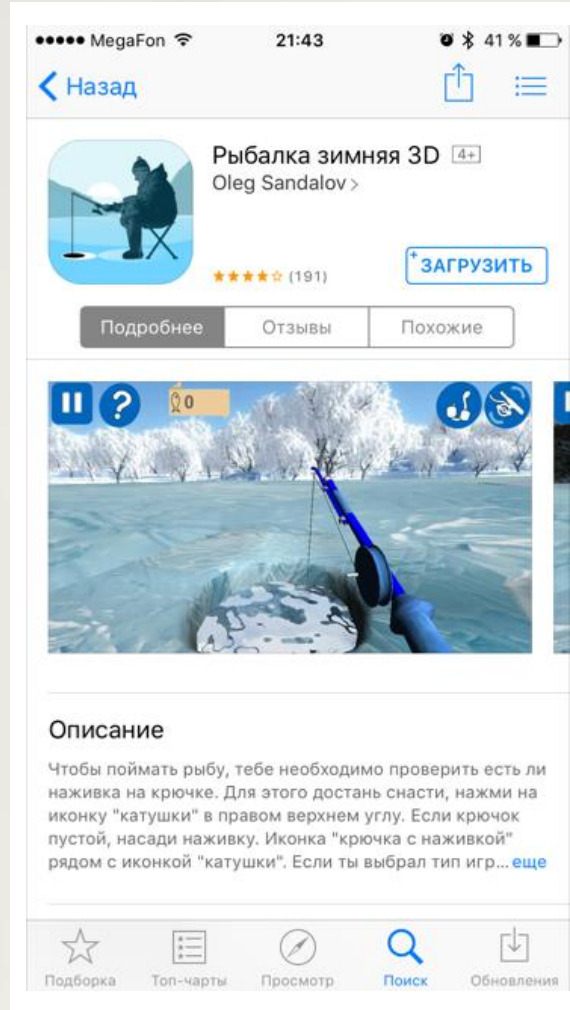 MegaFon 21:43 41 %
Назад
Рыбалка зимняя 3D 4+
Oleg Sandalov >
(191)
+ЗАГРУЗИТЬ
Подробнее Отзывы Похожие
? 0
Описание
Чтобы поймать рыбу, тебе необходимо проверить есть ли
наживка на крючке. Для этого достань снасти, нажми на
иконку "катушки" в правом верхнем углу. Если крючок
пустой, насади наживку. Иконка "крючка с наживкой"
рядом с иконкой "катушки". Если ты выбрал тип игр... еще
Подборка Топ-чарты Просмотр Поиск Обновления